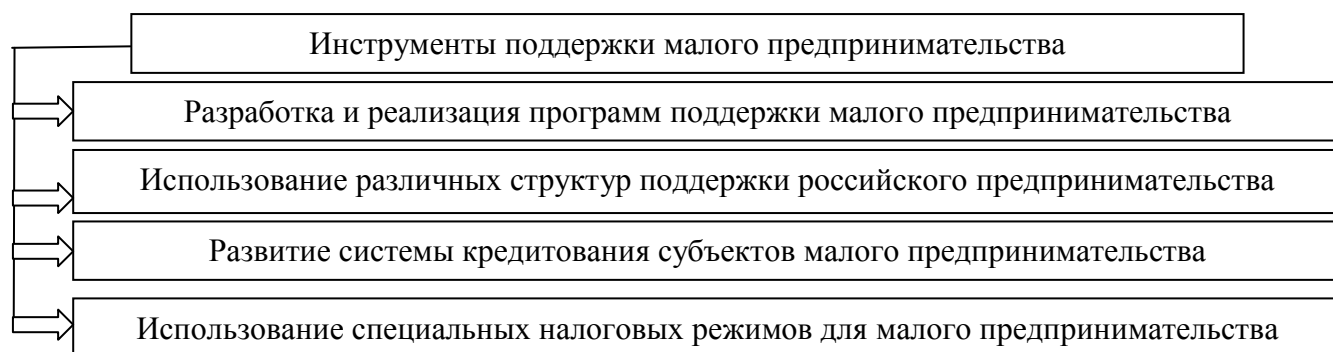 Инструменты поддержки малого предпринимательства
Разработка и реализация программ поддержки малого предпринимательства
Использование различных структур поддержки российского предпринимательства
Развитие системы кредитования субъектов малого предпринимательства
Использование специальных налоговых режимов для малого предпринимательства